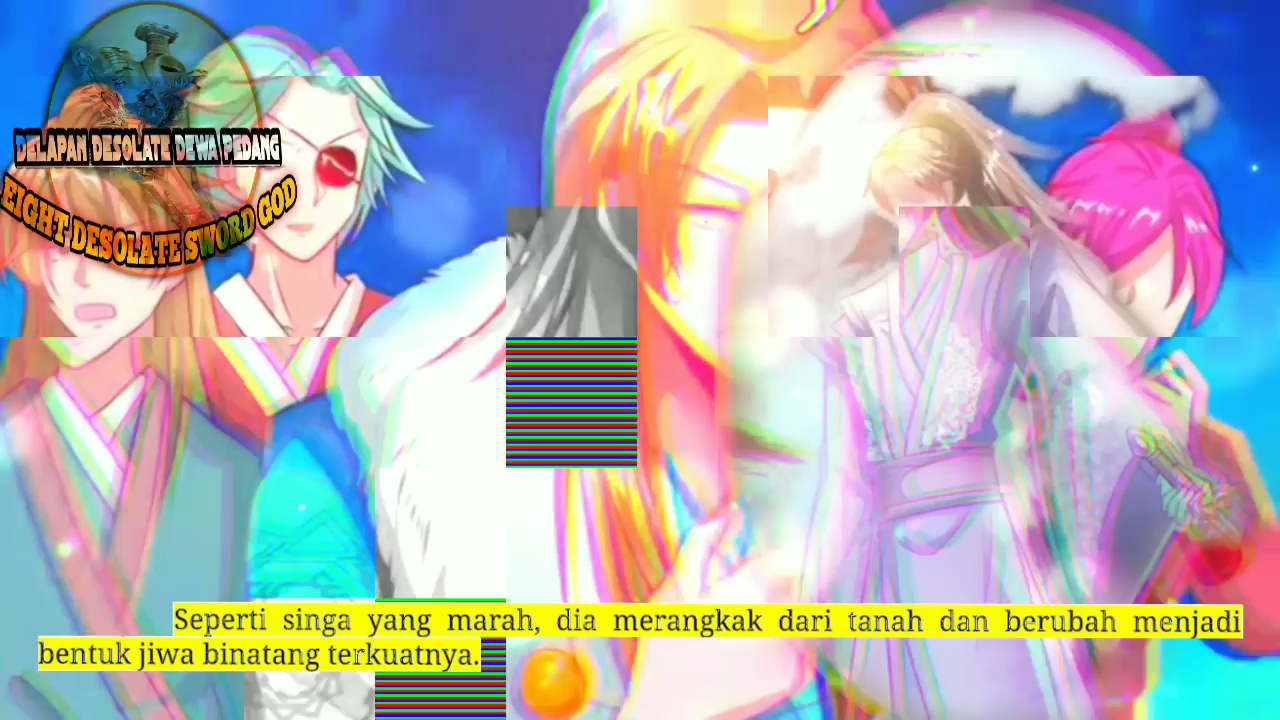 DELAPAN DESOLATE DEWA PEDANG
EIGHT DESOLATE SWORD GOD
Seperti singa yang marah, dia merangkak dari tanah dan berubah menjadi
bentuk jiwa binatang terkuatnya.